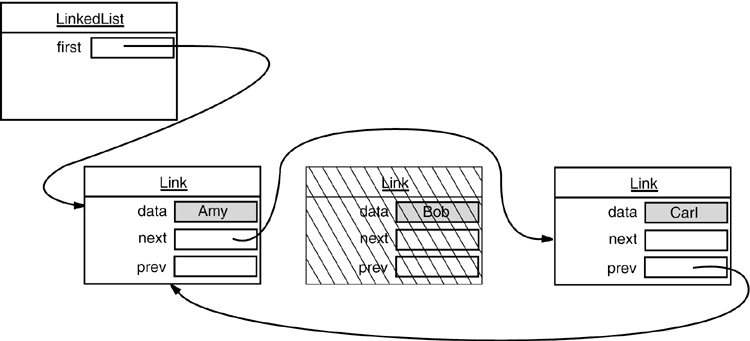 LinkedList
first
Link
data Amy
next
prev
Link
data Bob
next
prev
Link
data Carl
next
prev